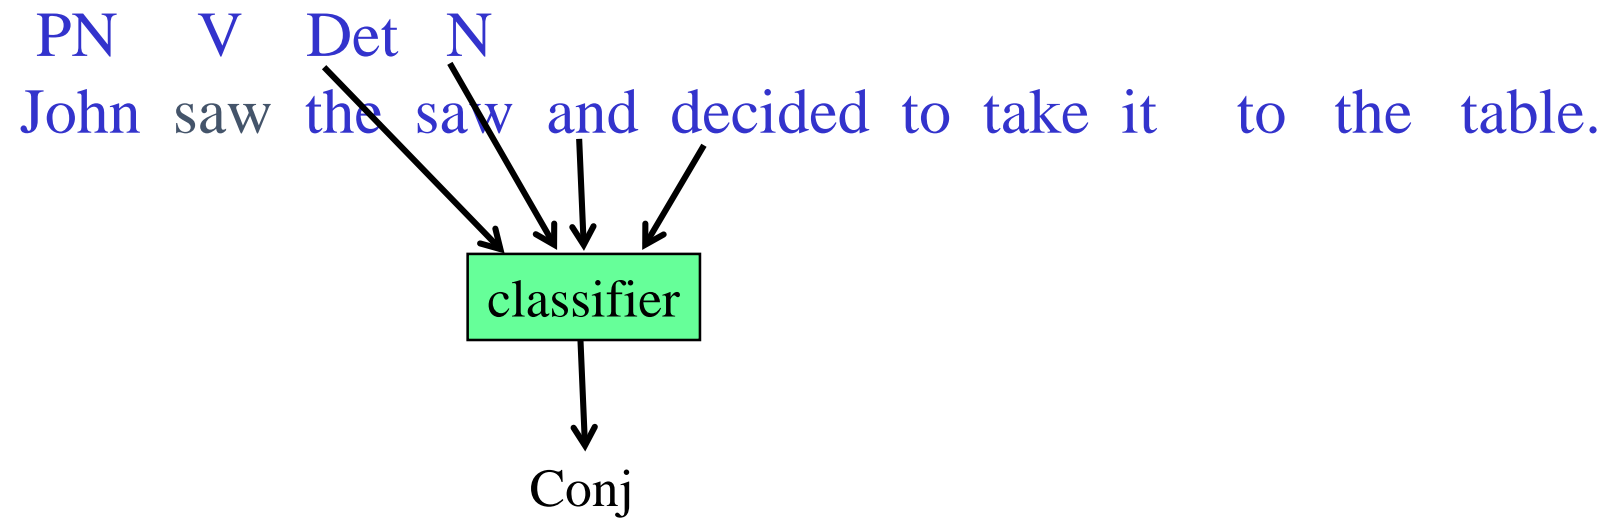 PN V Det N
John saw the saw and decided to take it to the table.
classifier
Conj